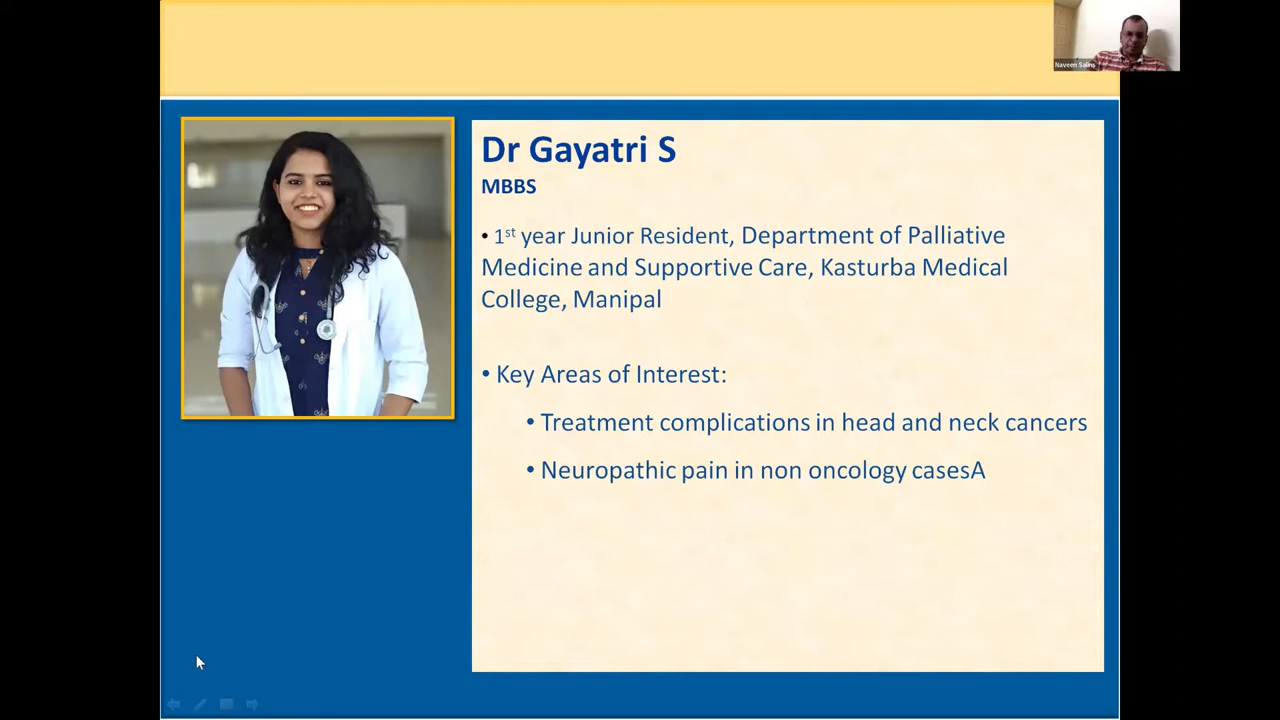 Naveen Salins
Dr Gayatri S
MBBS
• 1st year Junior Resident, Department of Palliative
Medicine and Supportive Care, Kasturba Medical
College, Manipal
• Key Areas of Interest:
• Treatment complications in head and neck cancers
• Neuropathic pain in non oncology casesA